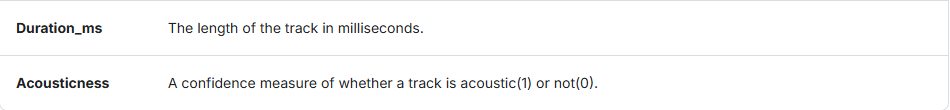 Duration_ms The length of the track in milliseconds.
Acousticness A confidence measure of whether a track is acoustic(1) or not(0).